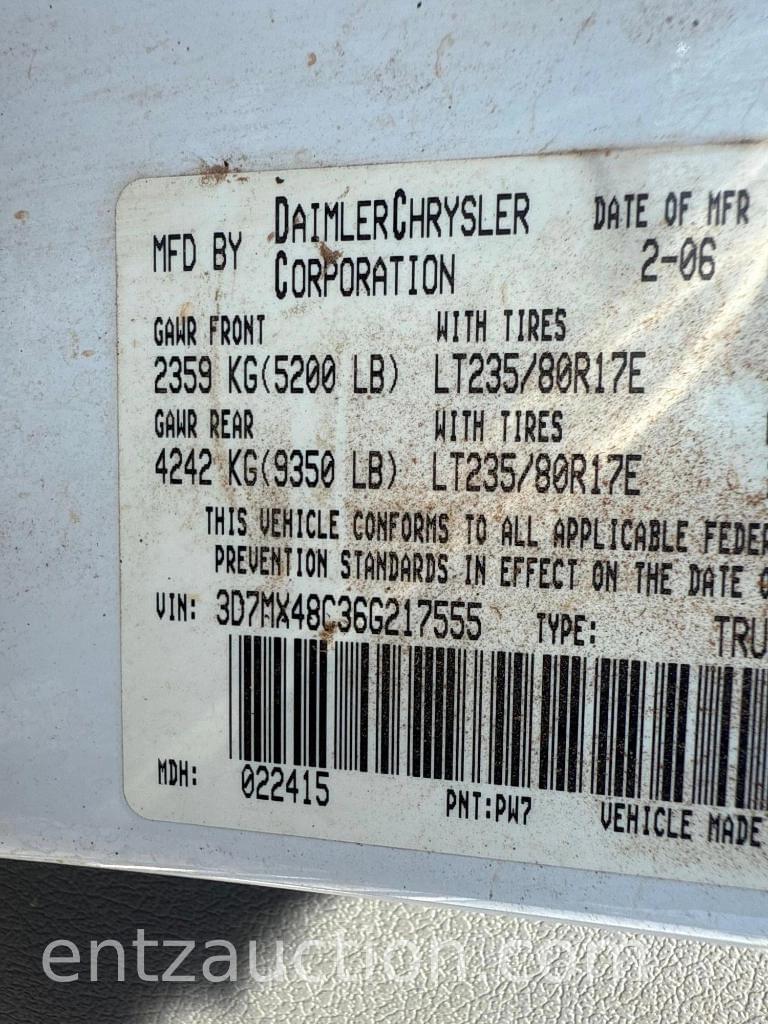 MFD BY DAIMLERCHRYSLER CORPORATION DATE OF MFR
2-06
GAWR FRONT WITH TIRES
2359 KG(5200 LB) LT235/80R17E
GAWR REAR WITH TIRES
4242 KG(9350 LB) LT235/80R17E
THIS VEHICLE CONFORMS TO ALL APPLICABLE
PREVENTION STANDARDS IN EFFECT ON THE DATE
VIN: 3D7MX48C36G217555 TYPE:
MDH: 022415 PNT:PW7 VEHICLE MADE
entzauction.com